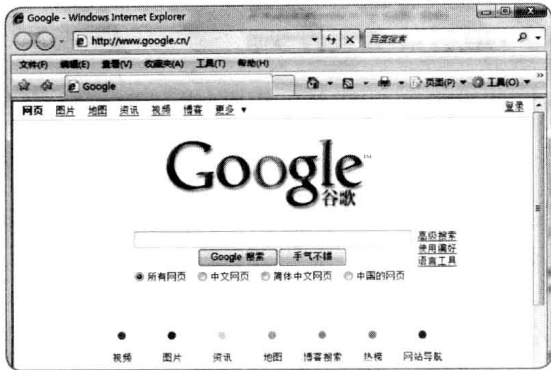 Google - Windows Internet Explorer
http://www.google.cn/
百度搜索
文件(F) 编辑(E) 查看(V) 收藏夹(A) 工具(T) 帮助(H)
Google
页面(P) 工具(O) »
网页 图片 地图 资讯 视频 博客 更多 ▼ 登录
Google™
谷歌
高级搜索
使用偏好
语言工具
Google 搜索 手气不错
所有网页 中文网页 简体中文网页 中国的网页
视频 图片 资讯 地图 博客搜索 热榜 网站导航